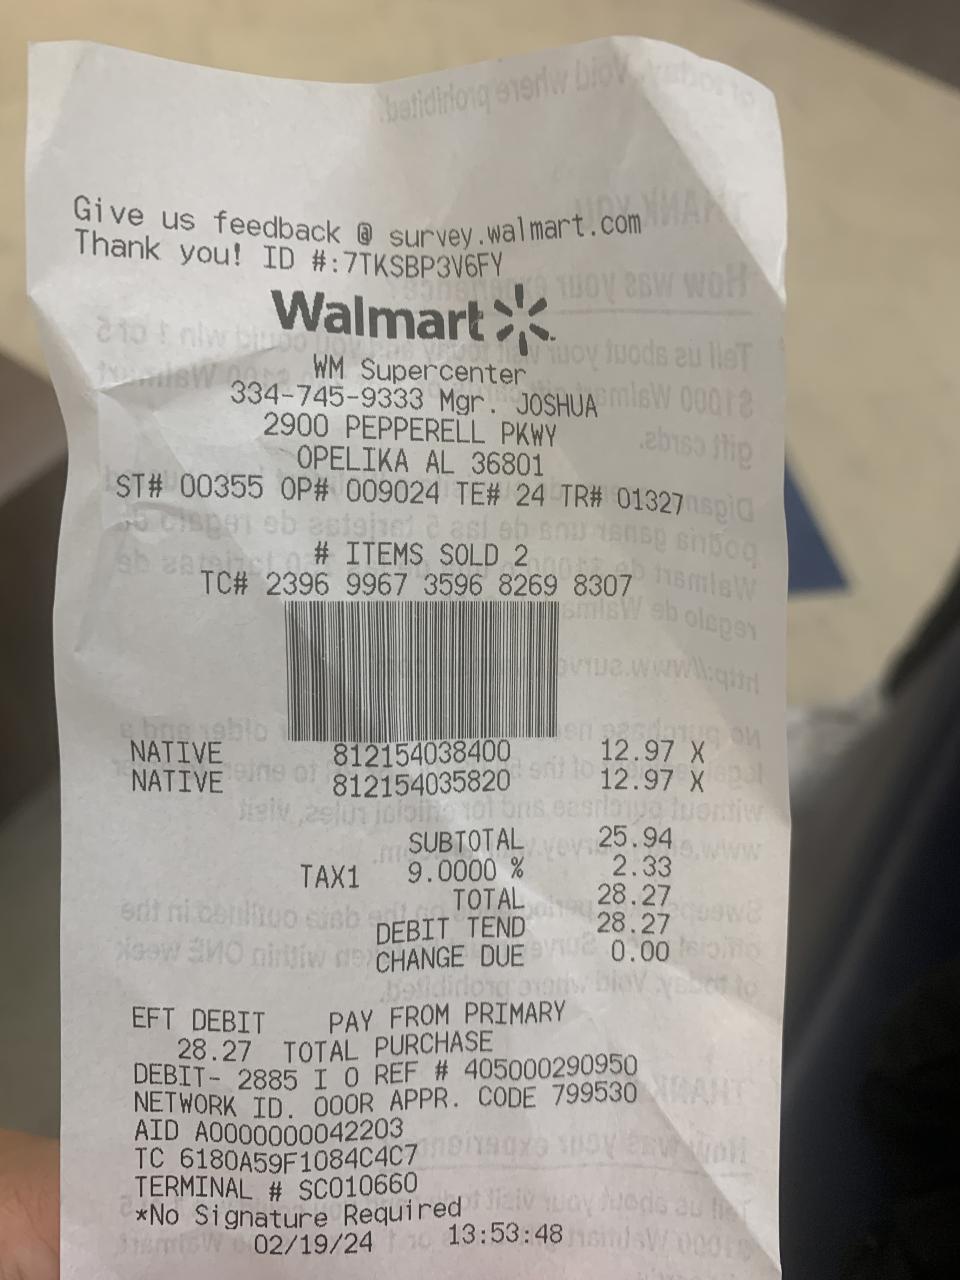 Give us feedback @ survey.walmart.com
Thank you! ID #:7TKSBP3V6FY
Walmart
WM Supercenter
334-745-9333 Mgr. JOSHUA
2900 PEPPERELL PKWY
OPELIKA AL 36801
ST# 00355 OP# 009024 TE# 24 TR# 01327
# ITEMS SOLD 2
TC# 2396 9967 3596 8269 8307
NATIVE 812154038400 12.97 X
NATIVE 812154035820 12.97 X
SUBTOTAL 25.94
TAX1 9.0000 % 2.33
TOTAL 28.27
DEBIT TEND 28.27
CHANGE DUE 0.00
EFT DEBIT PAY FROM PRIMARY
28.27 TOTAL PURCHASE
DEBIT- 2885 I 0 REF # 405000290950
NETWORK ID. 000R APPR. CODE 799530
AID A0000000042203
TC 6180A59F1084C4C7
TERMINAL # SC010660
*No Signature Required
02/19/24 13:53:48